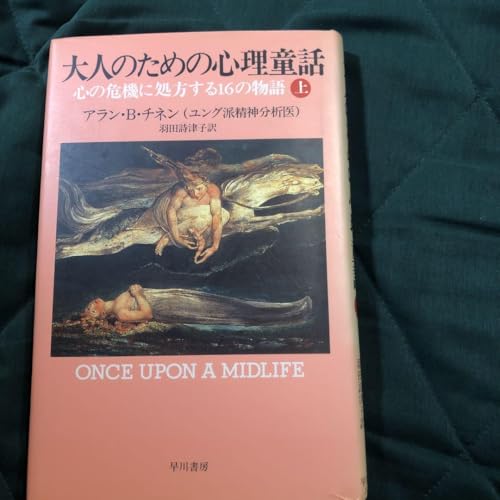 大人のための心理童話
心の危機に処方する16の物語 上
アラン・B・チネン(ユング派精神分析医)
羽田詩津子訳
ONCE UPON A MIDLIFE
早川書房